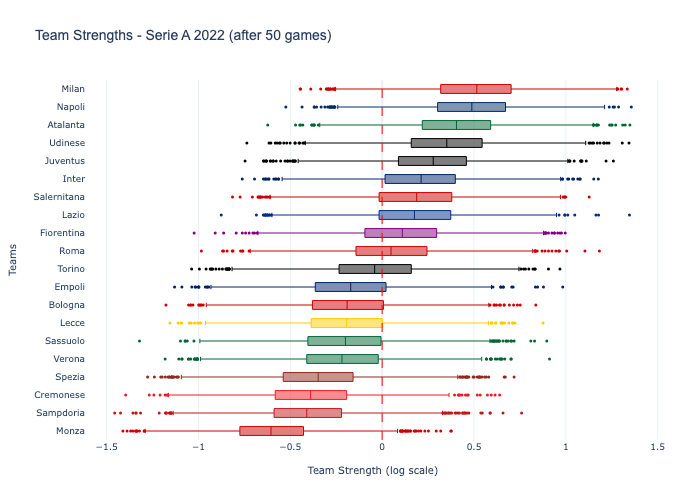 Team Strengths - Serie A 2022 (after 50 games)
Milan
Napoli
Atalanta
Udinese
Juventus
Inter
Salernitana
Lazio
Fiorentina
Roma
Torino
Empoli
Bologna
Lecce
Sassuolo
Verona
Spezia
Cremonese
Sampdoria
Monza
Teams
−1.5 −1 −0.5 0 0.5 1 1.5
Team Strength (log scale)